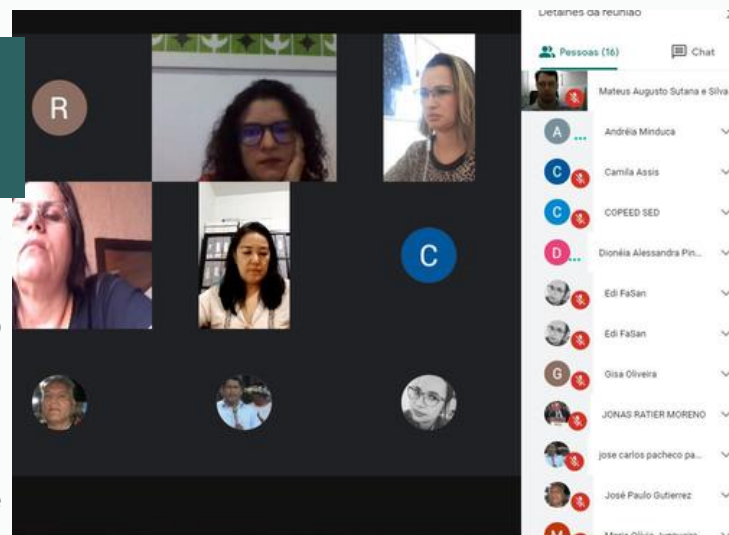 Detalhes da reunião
Pessoas (16)
Chat
R
C
Mateus Augusto Sutana e Silva
A
Andréia Minduca
C
Camila Assis
C
COPEED SED
D
Dionéia Alessandra Pin...
Edi FaSan
Edi FaSan
G
Gisa Oliveira
JONAS RATIER MORENO
jose carlos pacheco pa...
José Paulo Gutierrez
M